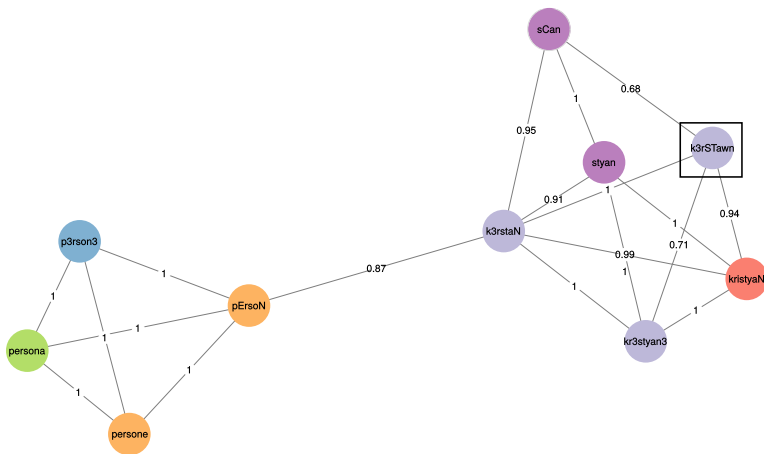 sCan
0.68
1
0.95
k3rSTawn
styan
1
0.91
0.94
1
k3rstaN
p3rson3
0.71
0.99
0.87
1
1
kristyaN
1
1
pErsoN
1
1
1
kr3styan3
persona
1
1
persone